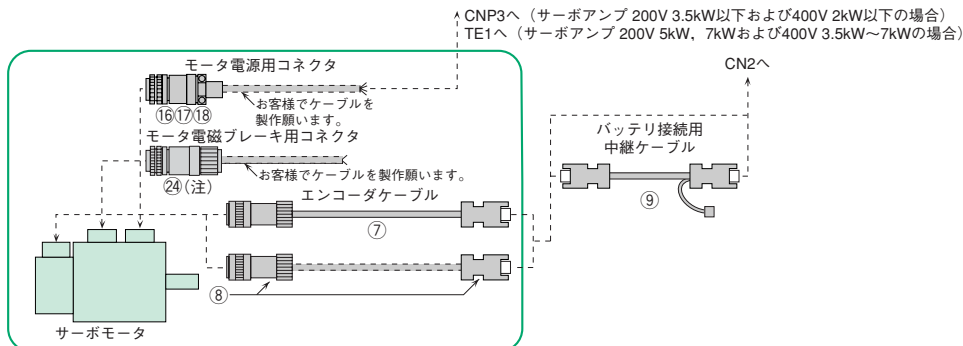 CNP3へ（サーボアンプ 200V 3.5kW以下および400V 2kW以下の場合）
TE1へ（サーボアンプ 200V 5kW，7kWおよび400V 3.5kW〜7kWの場合）
モータ電源用コネクタ
CN2へ
お客様でケーブルを
製作願います。
⑯⑰⑱
モータ電磁ブレーキ用コネクタ
バッテリ接続用
中継ケーブル
お客様でケーブルを製作願います。
㉔(注)
エンコーダケーブル
⑨
⑦
⑧
サーボモータ